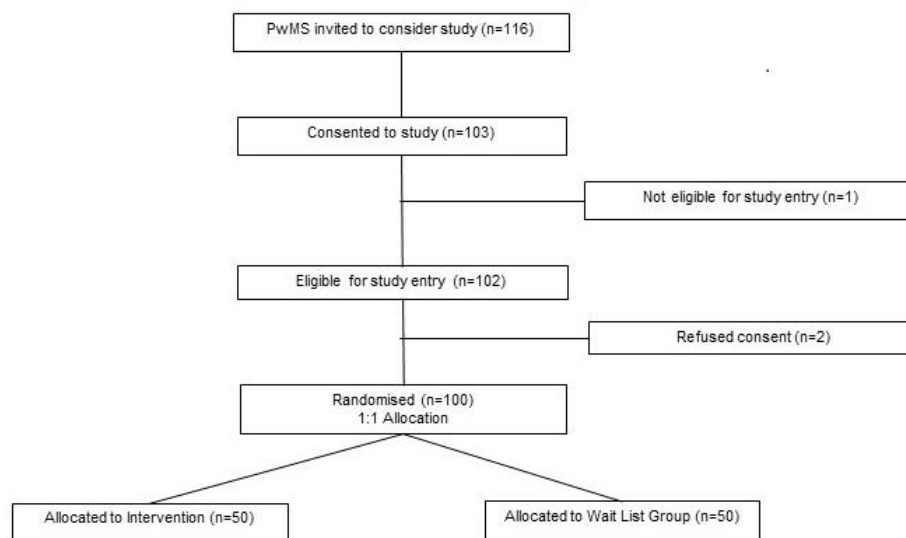 PwMS invited to consider study (n=116)
Consented to study (n=103)
Not eligible for study entry (n=1)
Eligible for study entry (n=102)
Refused consent (n=2)
Randomised (n=100)
1:1 Allocation
Allocated to Intervention (n=50)
Allocated to Wait List Group (n=50)